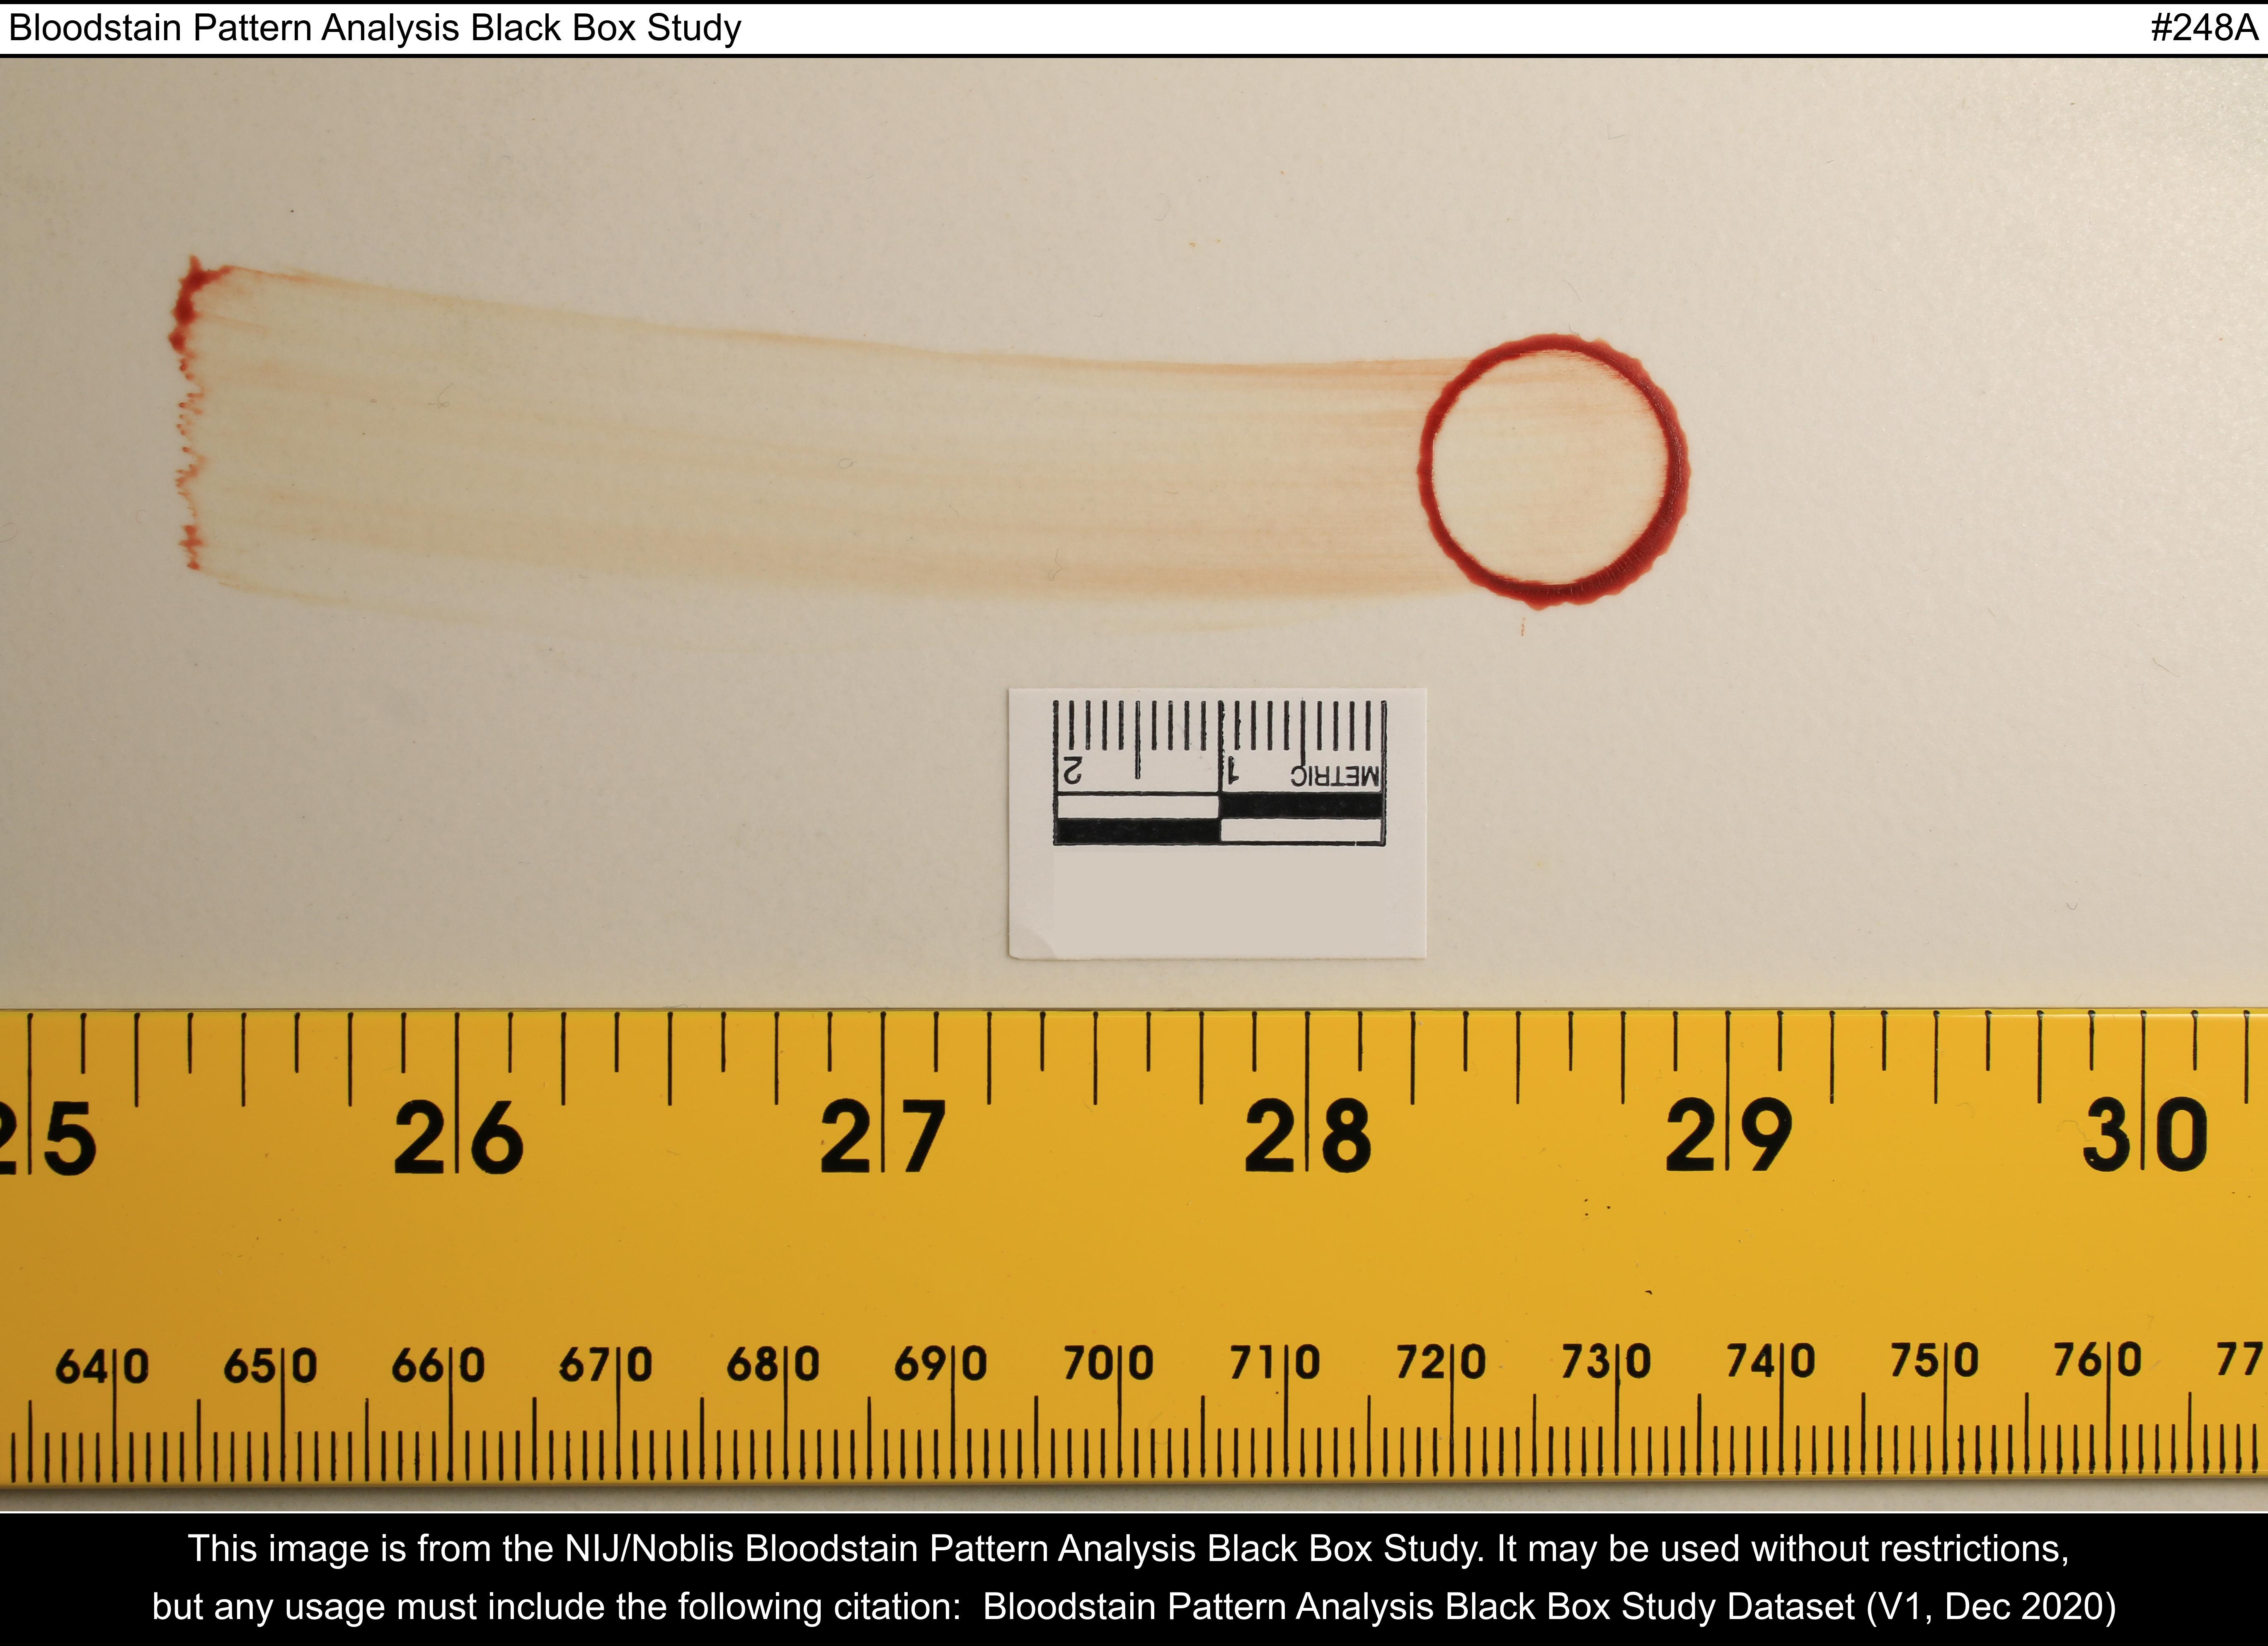 Bloodstain Pattern Analysis Black Box Study #248A
2 1 METRIC
25 26 27 28 29 30
640 650 660 670 680 690 700 710 720 730 740 750 760 77
This image is from the NIJ/Noblis Bloodstain Pattern Analysis Black Box Study. It may be used without restrictions,
but any usage must include the following citation: Bloodstain Pattern Analysis Black Box Study Dataset (V1, Dec 2020)